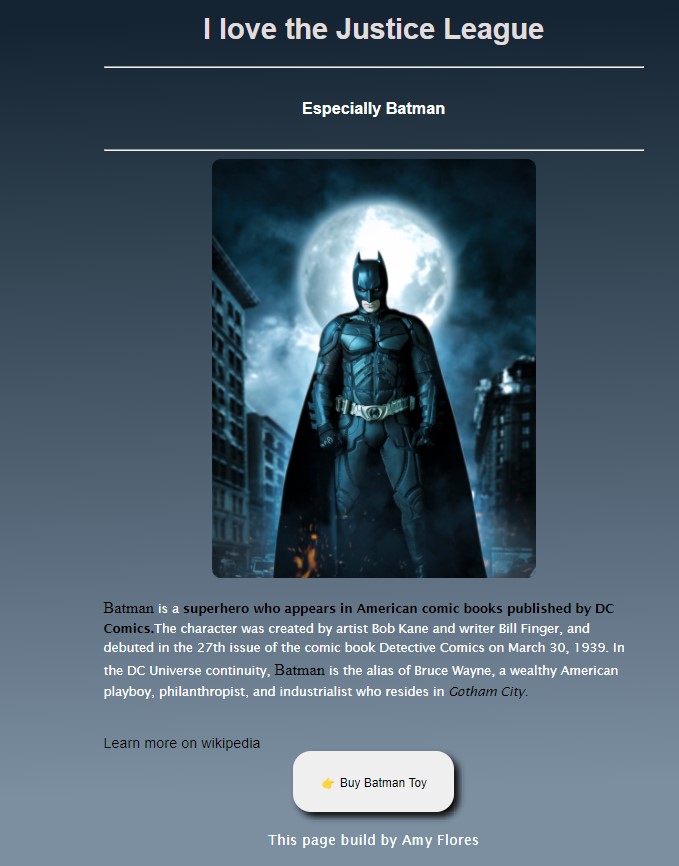 I love the Justice League
Especially Batman
Batman is a superhero who appears in American comic books published by DC
Comics.The character was created by artist Bob Kane and writer Bill Finger, and
debuted in the 27th issue of the comic book Detective Comics on March 30, 1939. In
the DC Universe continuity, Batman is the alias of Bruce Wayne, a wealthy American
playboy, philanthropist, and industrialist who resides in Gotham City.
Learn more on wikipedia
👉 Buy Batman Toy
This page build by Amy Flores